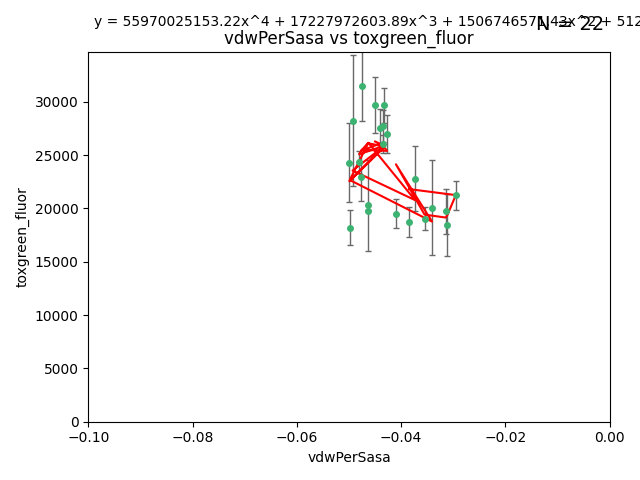 y = 55970025153.22x^4 + 17227972603.89x^3 + 1506746571.43x^2 + 512
N = 22
vdwPerSasa vs toxgreen_fluor
toxgreen_fluor
30000
25000
20000
15000
10000
5000
0
−0.10 −0.08 −0.06 −0.04 −0.02 0.00
vdwPerSasa